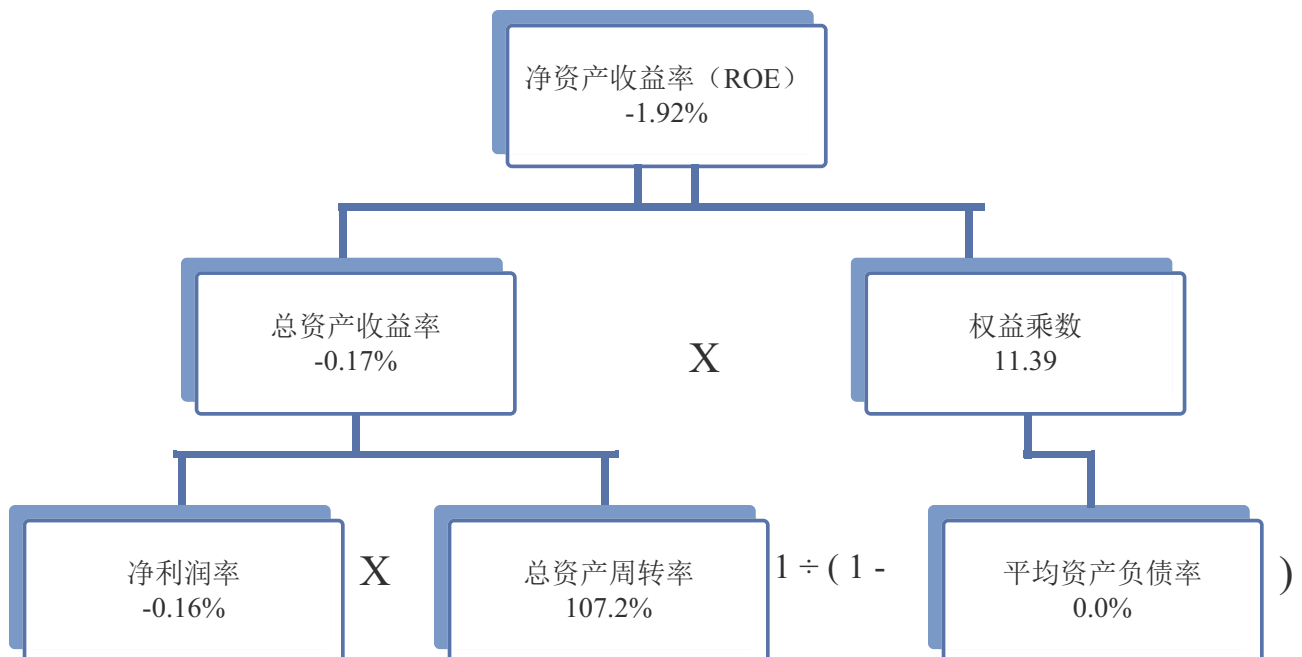 净资产收益率（ROE）
-1.92%
总资产收益率
-0.17%
X
权益乘数
11.39
净利润率
-0.16%
X
总资产周转率
107.2%
1 ÷ ( 1 -
平均资产负债率
0.0%
)